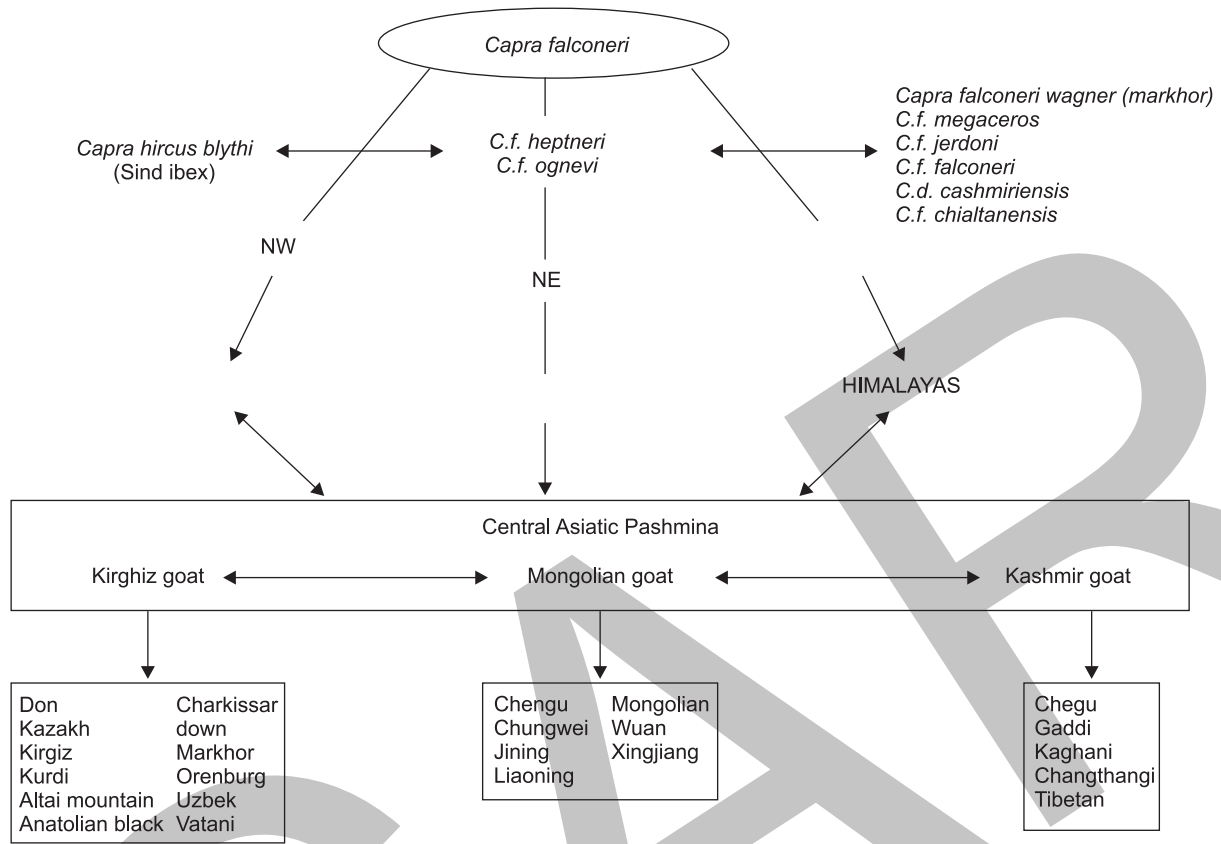 Capra falconeri
Capra hircus blythi
(Sind ibex)
C.f. heptneri
C.f. ognevi
Capra falconeri wagner (markhor)
C.f. megaceros
C.f. jerdoni
C.f. falconeri
C.d. cashmiriensis
C.f. chialtanensis
NW
NE
HIMALAYAS
Central Asiatic Pashmina
Kirghiz goat
Mongolian goat
Kashmir goat
Don
Kazakh
Kirgiz
Kurdi
Altai mountain
Anatolian black
Charkissar
down
Markhor
Orenburg
Uzbek
Vatani
Chengu
Chungwei
Jining
Liaoning
Mongolian
Wuan
Xingjiang
Chegu
Gaddi
Kaghani
Changthangi
Tibetan